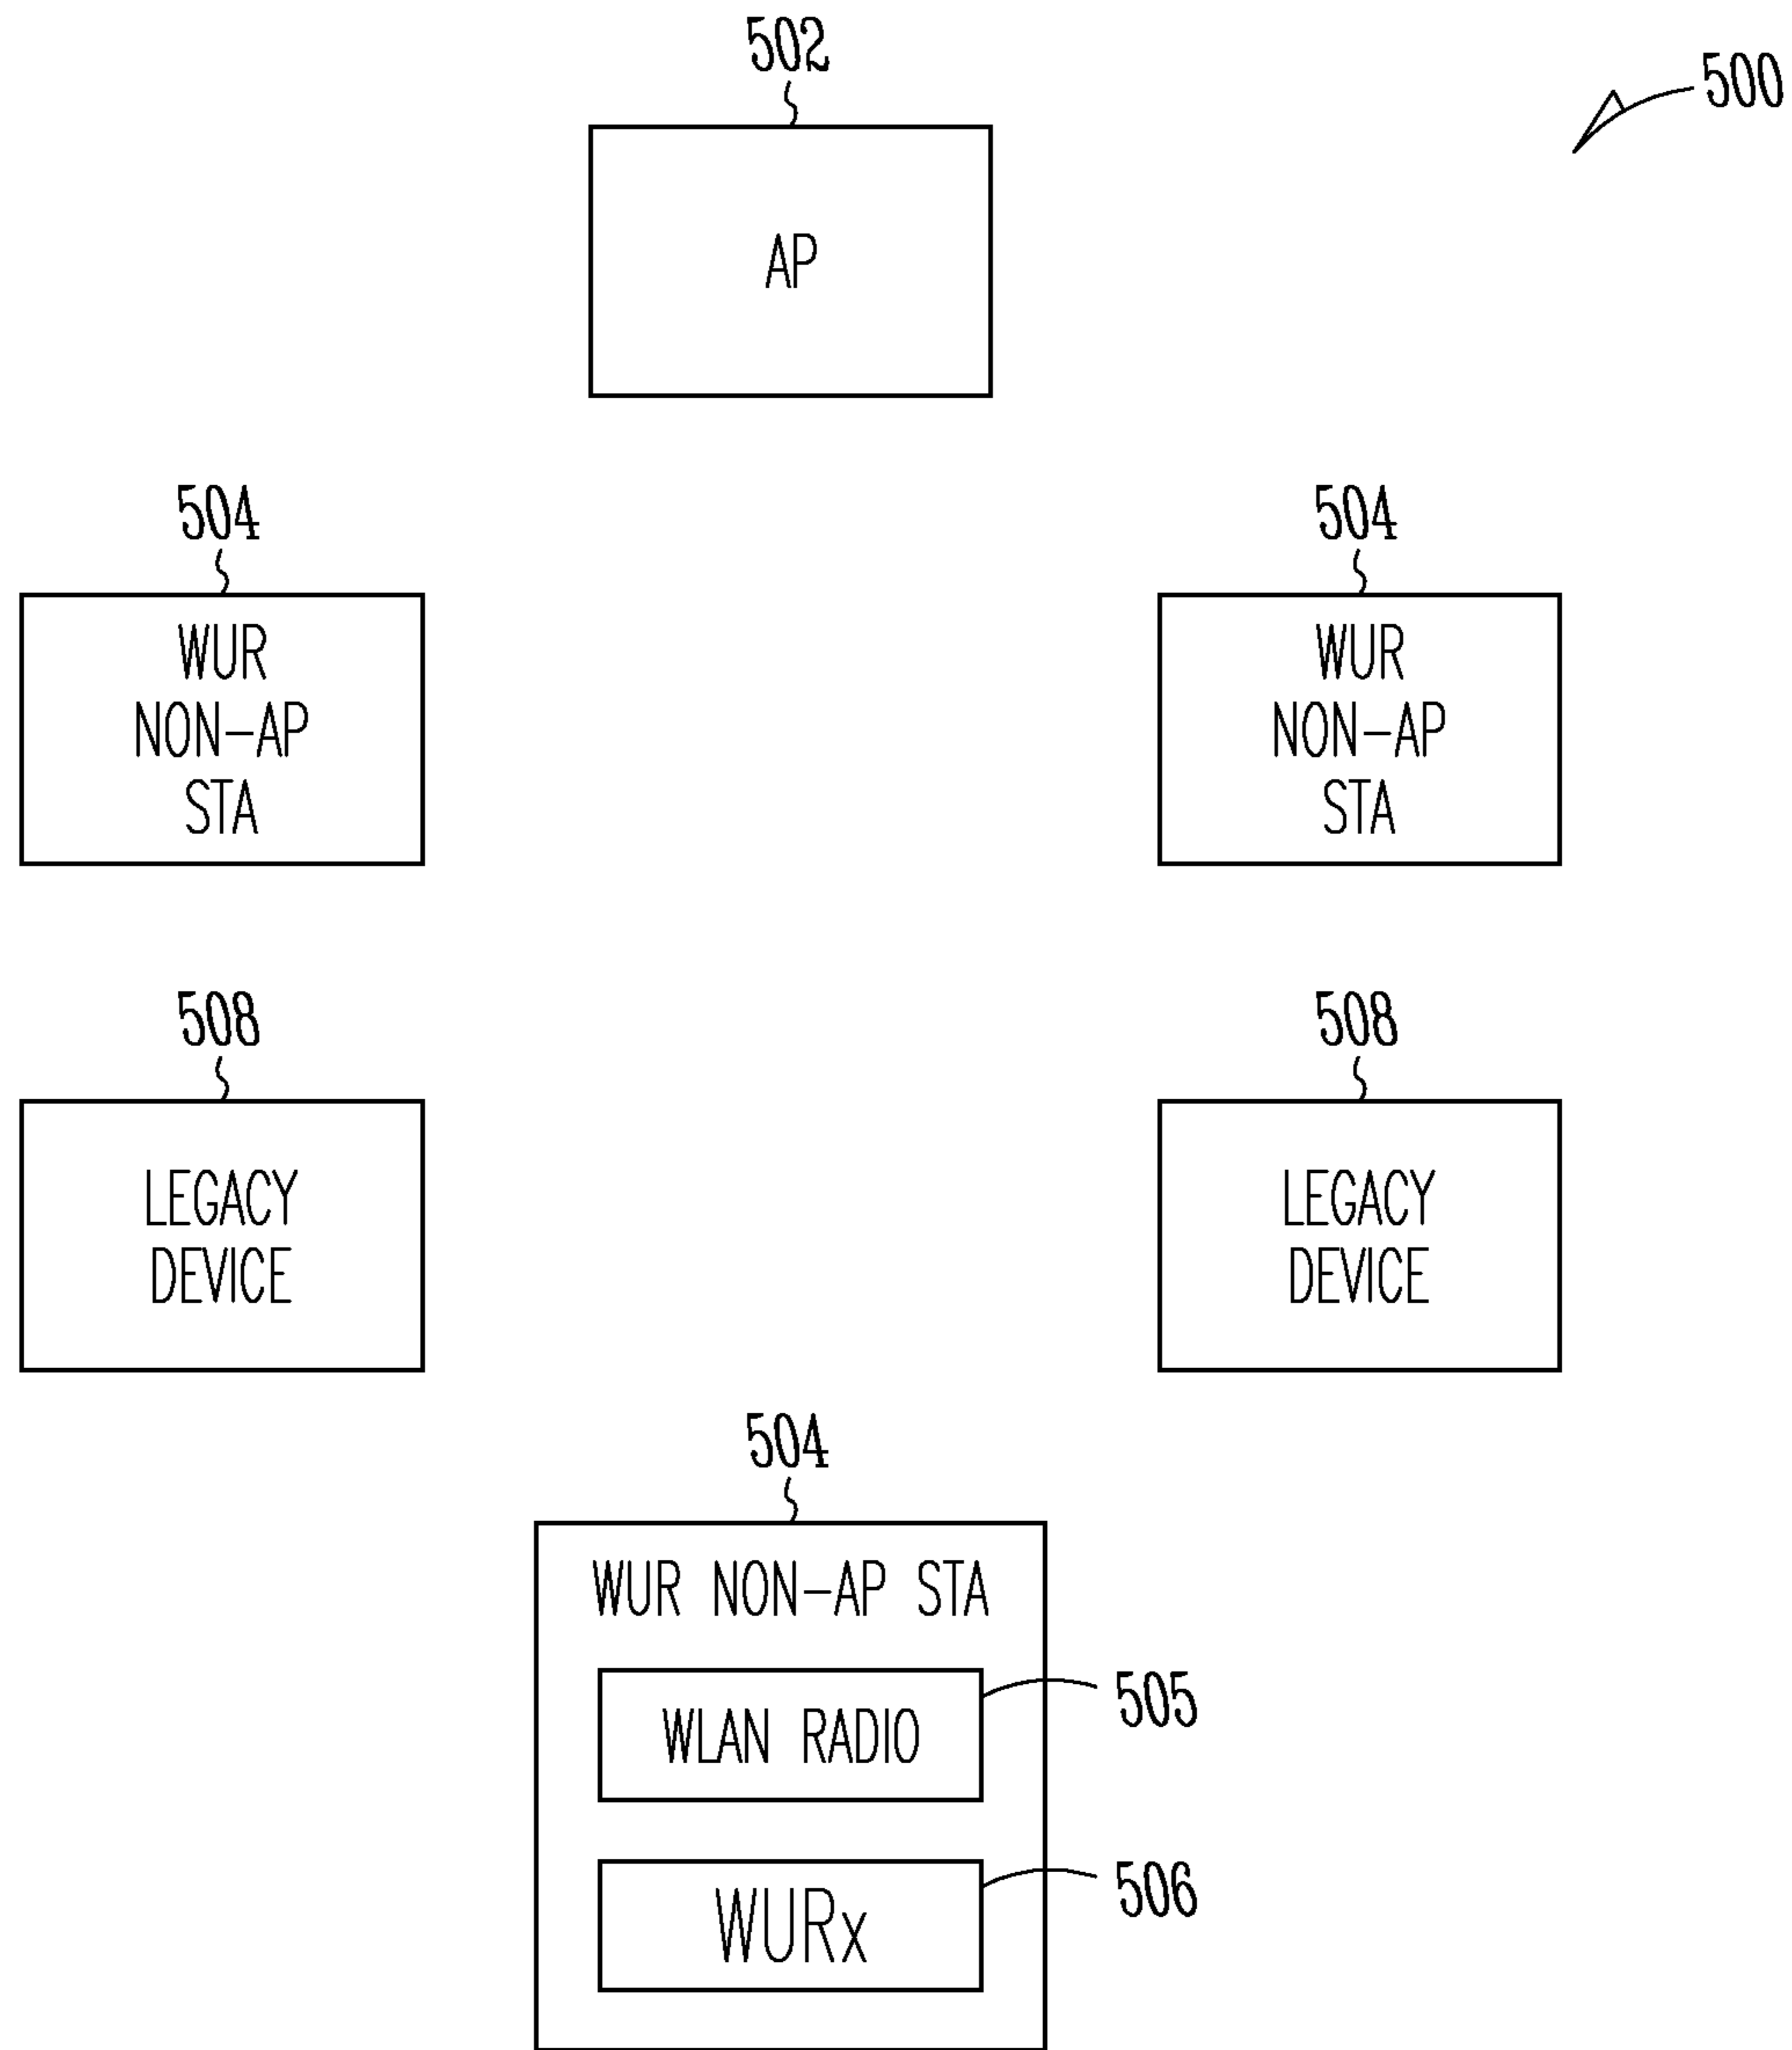 502
500
AP
504
504
WUR
NON-AP
STA
WUR
NON-AP
STA
508
508
LEGACY
DEVICE
LEGACY
DEVICE
504
WUR NON-AP STA
WLAN RADIO
505
WURx
506